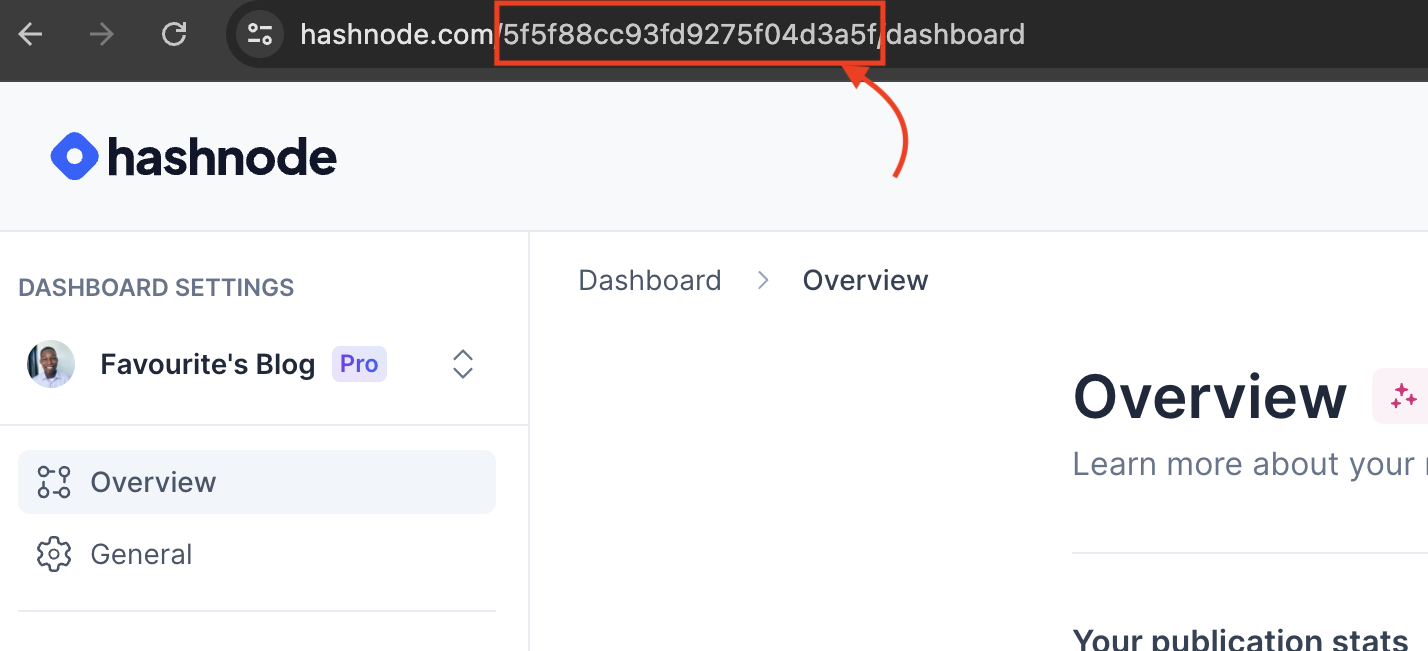 hashnode.com/5f5f88cc93fd9275f04d3a5f/dashboard
hashnode
DASHBOARD SETTINGS
Favourite's Blog Pro
Overview
General
Dashboard > Overview
Overview
Learn more about your
Your publication stats